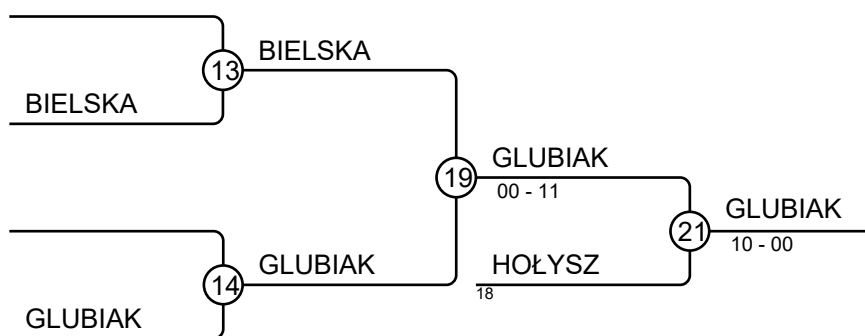 BIELSKA
13
BIELSKA
GLUBIAK
19
00 - 11
GLUBIAK
21
10 - 00
HOŁYSZ
18
GLUBIAK
14
GLUBIAK